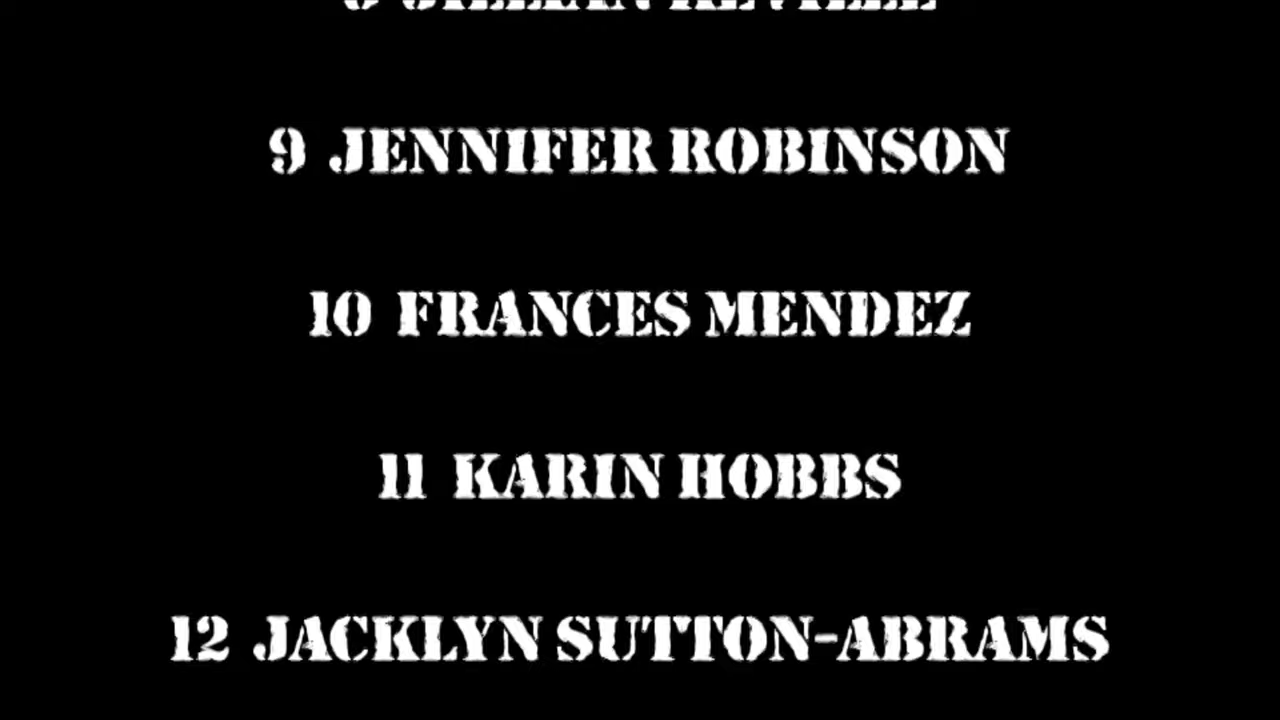 9 JENNIFER ROBINSON
10 FRANCES MENDEZ
11 KARIN HOBBS
12 JACKLYN SUTTON-ABRAMS